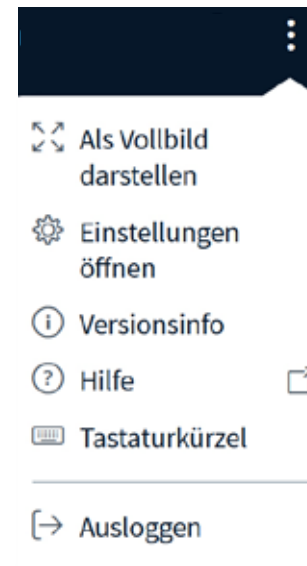 Als Vollbild
darstellen
Einstellungen
öffnen
Versionsinfo
Hilfe
Tastaturkürzel
Ausloggen